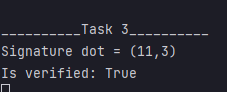 __________Task 3__________
Signature dot = (11,3)
Is verified: True